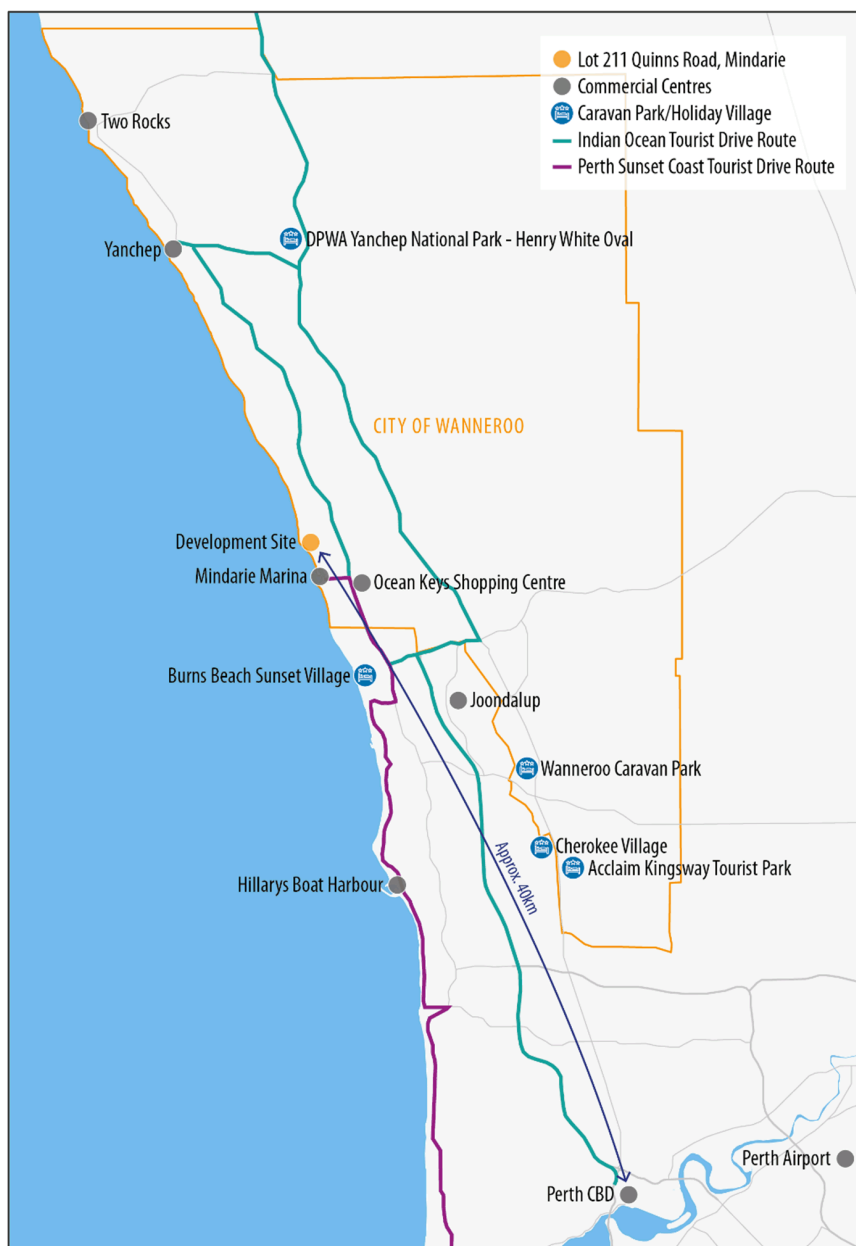 Lot 211 Quinns Road, Mindarie
Commercial Centres
Caravan Park/Holiday Village
Indian Ocean Tourist Drive Route
Perth Sunset Coast Tourist Drive Route
Two Rocks
Yanchep
DPWA Yanchep National Park - Henry White Oval
CITY OF WANNEROO
Development Site
Mindarie Marina
Ocean Keys Shopping Centre
Burns Beach Sunset Village
Joondalup
Wanneroo Caravan Park
Cherokee Village
Acclaim Kingsway Tourist Park
Approx. 40km
Hillarys Boat Harbour
Perth Airport
Perth CBD